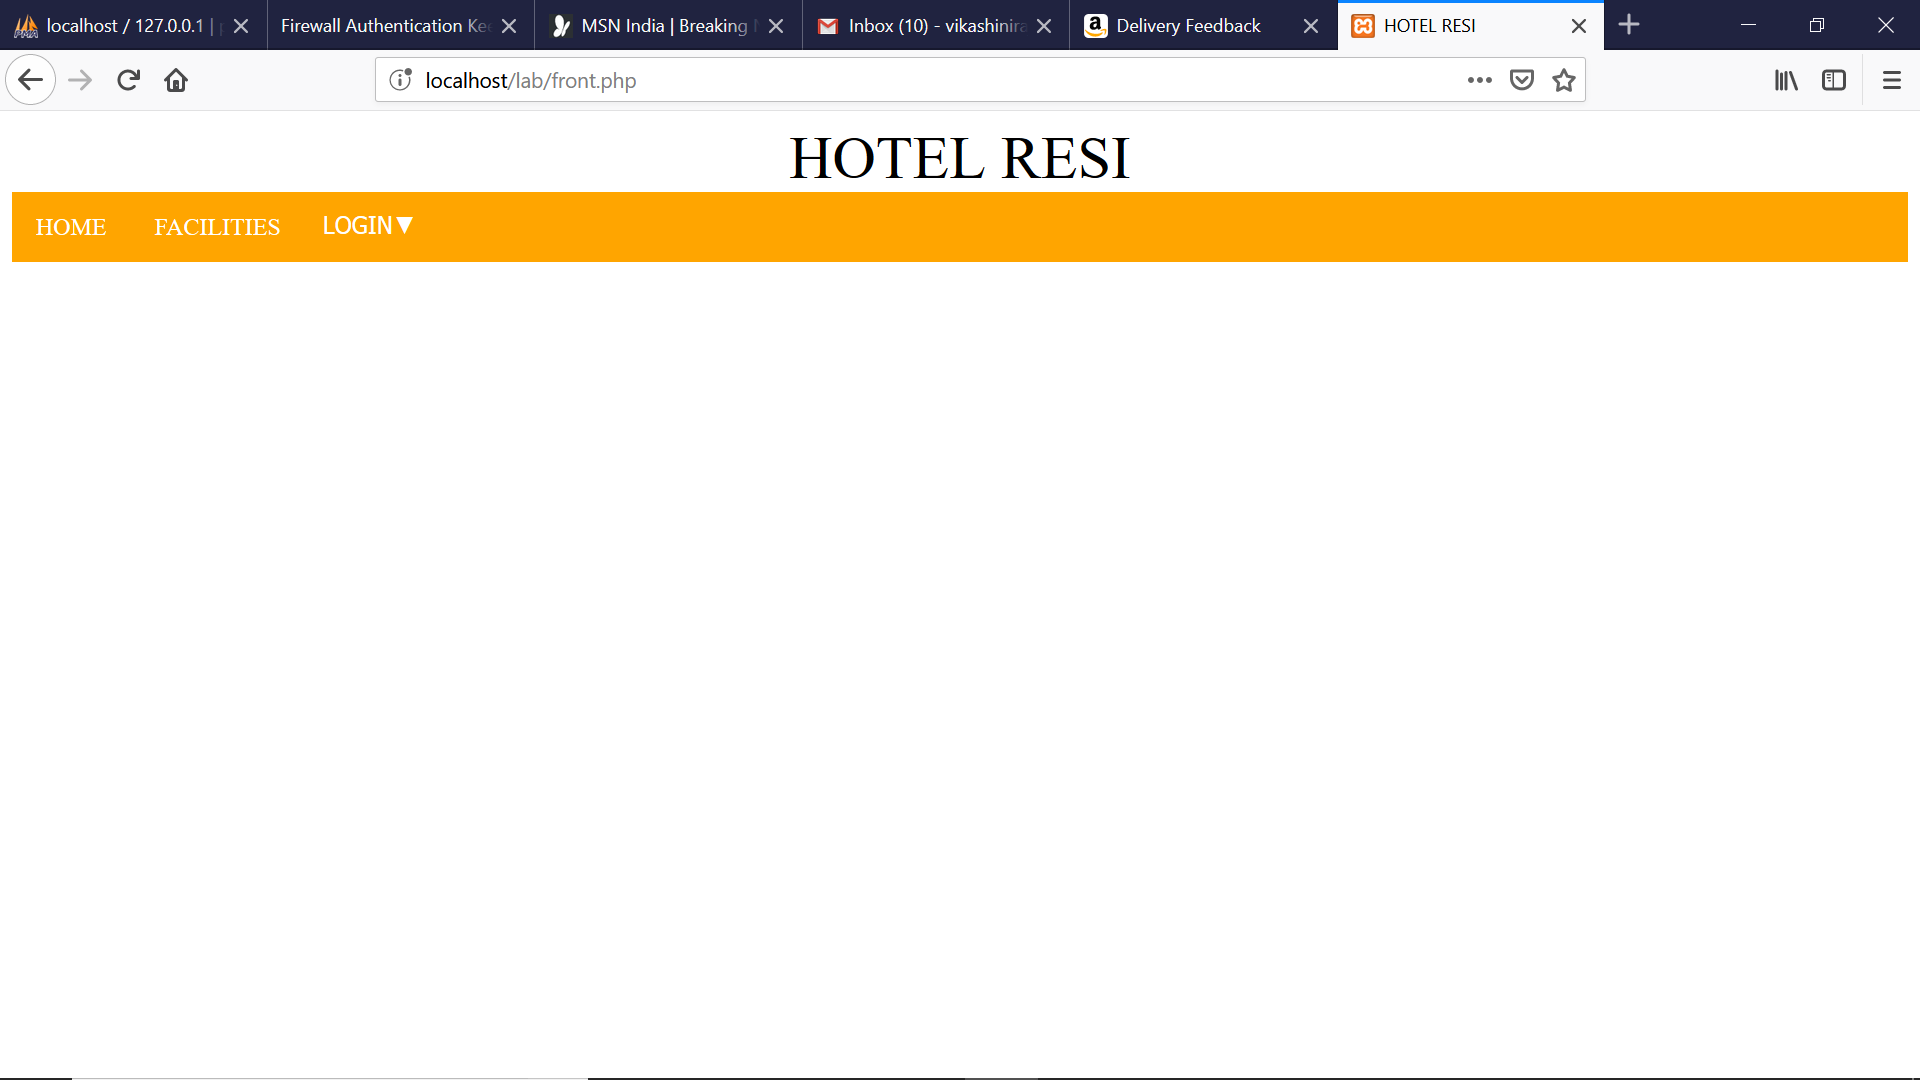 localhost / 127.0.0.1 |
Firewall Authentication Ke
MSN India | Breaking
Inbox (10) - vikashinira
Delivery Feedback
HOTEL RESI
localhost/lab/front.php
HOTEL RESI
HOME FACILITIES LOGIN▼